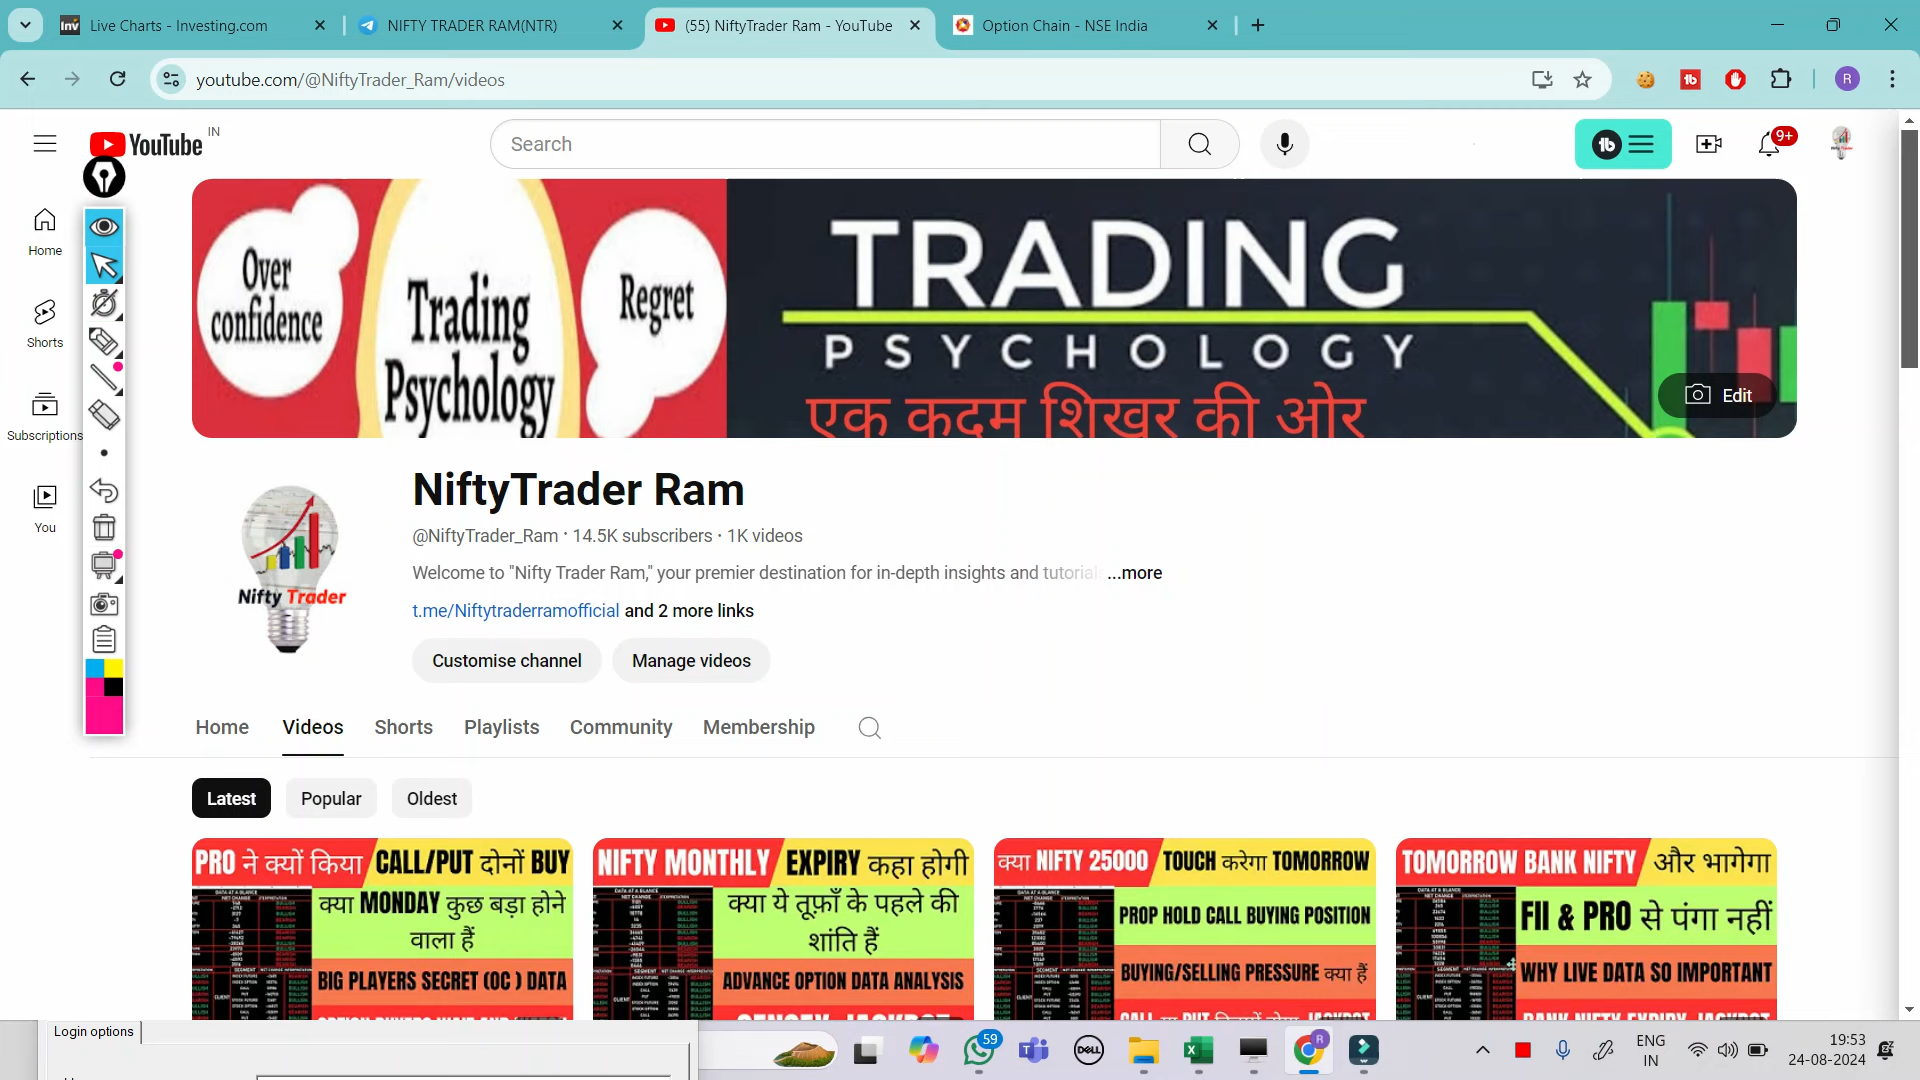 Live Charts - Investing.com
NIFTY TRADER RAM(NTR)
(55) NiftyTrader Ram - YouTube
Option Chain - NSE India
youtube.com/@NiftyTrader_Ram/videos
R
YouTube IN
Search
9+
Home
Shorts
Subscriptions
You
Over confidence
Trading Psychology
Regret
TRADING
PSYCHOLOGY
एक कदम शिखर की ओर
Edit
Nifty Trader
NiftyTrader Ram
@NiftyTrader_Ram · 14.5K subscribers · 1K videos
Welcome to "Nifty Trader Ram," your premier destination for in-depth insights and tutorials ...more
t.me/Niftytraderramofficial and 2 more links
Customise channel
Manage videos
Home Videos Shorts Playlists Community Membership
Latest Popular Oldest
PRO ने क्यों किया CALL/PUT दोनों BUY
क्या MONDAY कुछ बड़ा होने
वाला हैं
BIG PLAYERS SECRET (OC ) DATA
NIFTY MONTHLY EXPIRY कहा होगी
क्या ये तूफ़ाँ के पहले की
शांति हैं
ADVANCE OPTION DATA ANALYSIS
क्या NIFTY 25000 TOUCH करेगा TOMORROW
PROP HOLD CALL BUYING POSITION
BUYING/SELLING PRESSURE क्या हैं
TOMORROW BANK NIFTY और भागेगा
FII & PRO से पंगा नहीं
WHY LIVE DATA SO IMPORTANT
BANK NIFTY EXPIRY JACKPOT
Login options
59
DELL
ENG
IN
19:53
24-08-2024